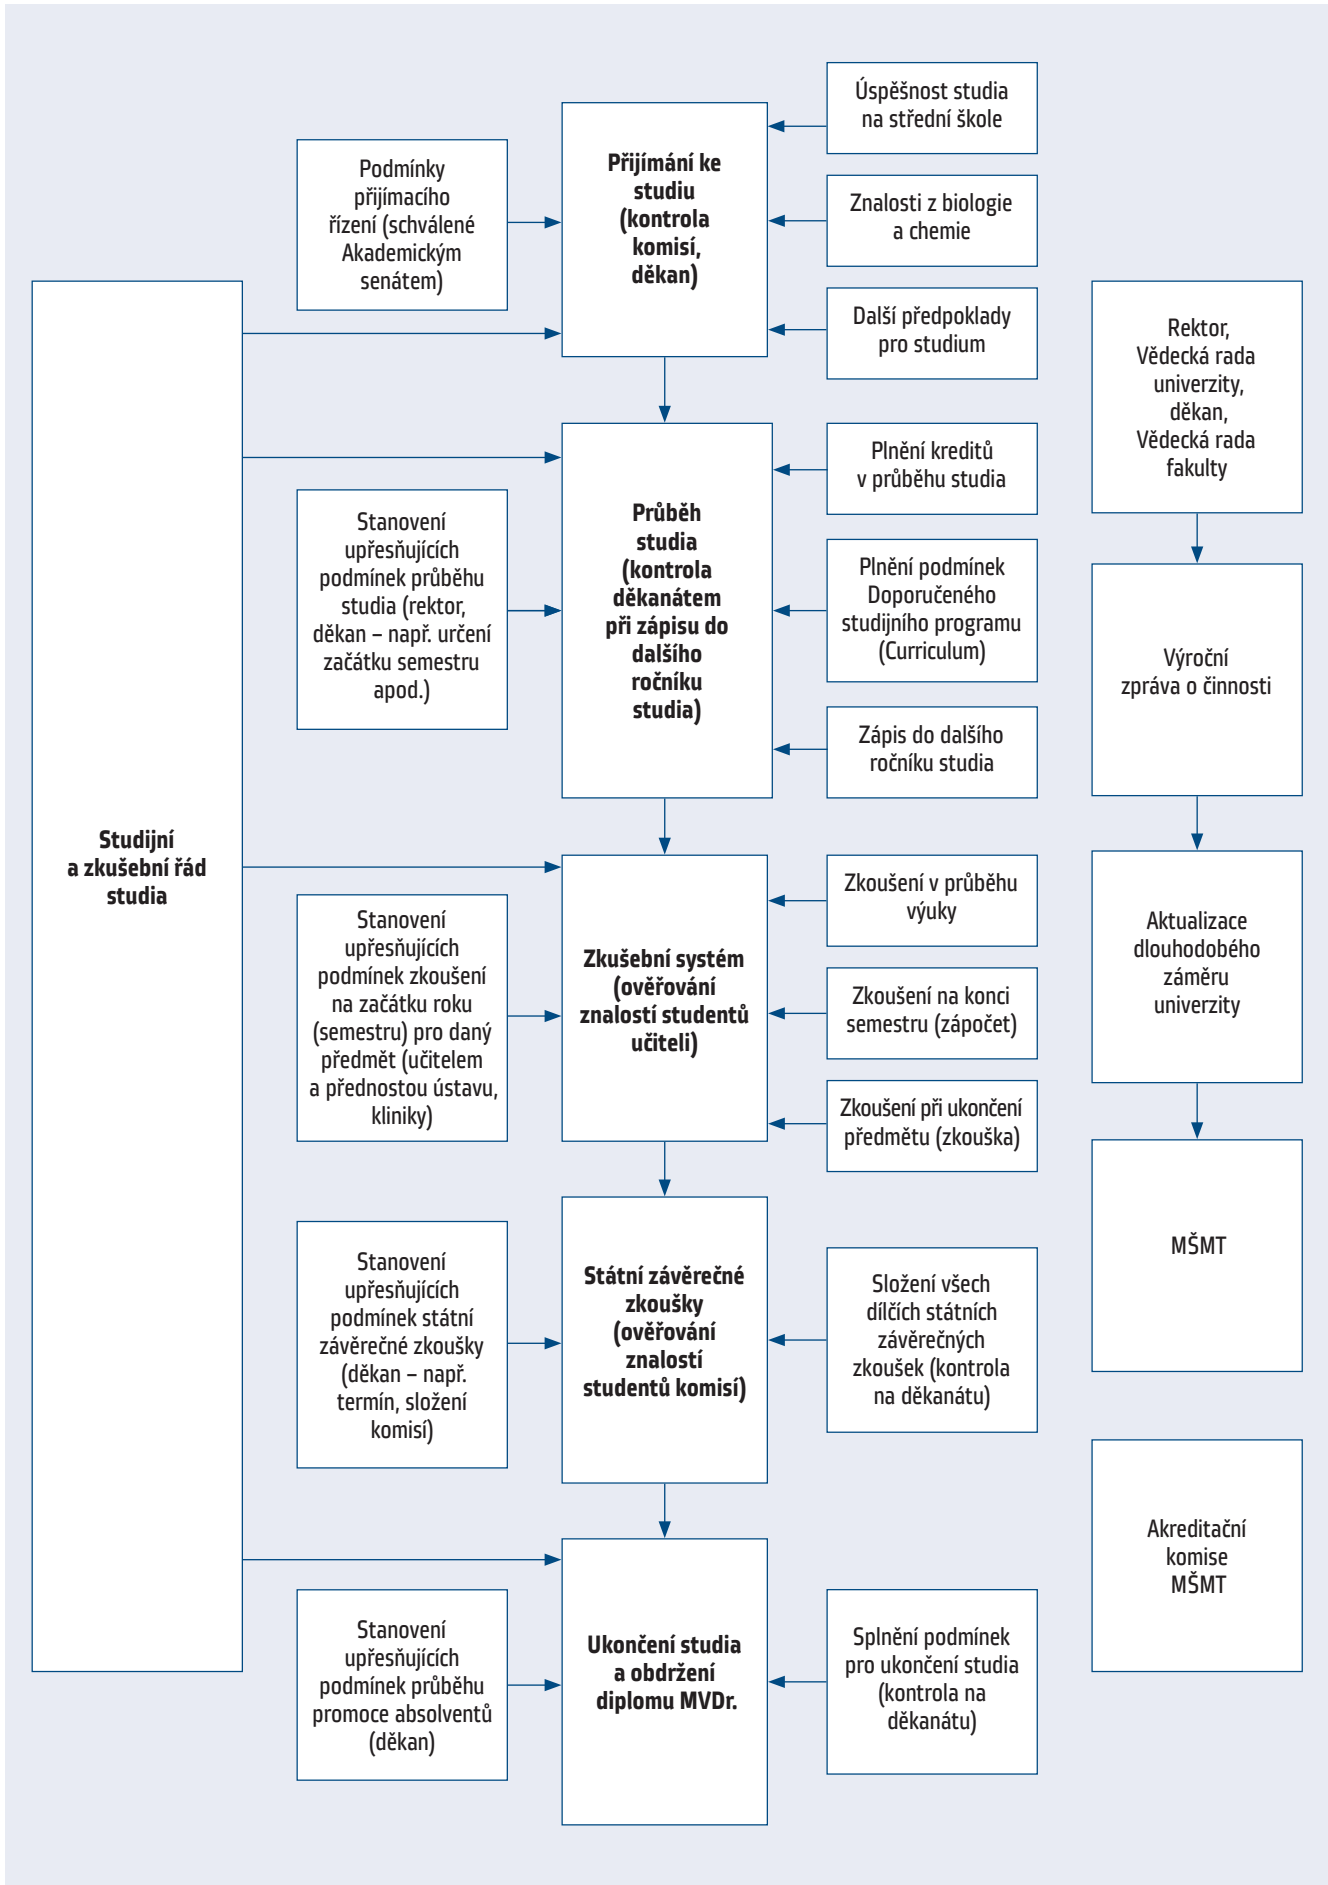 Úspěšnost studia
na střední škole
Podmínky
přijímacího
řízení (schválené
Akademickým
senátem)
Přijímání ke
studiu
(kontrola
komisí,
děkan)
Znalosti z biologie
a chemie
Další předpoklady
pro studium
Rektor,
Vědecká rada
univerzity,
děkan,
Vědecká rada
fakulty
Plnění kreditů
v průběhu studia
Stanovení
upřesňujících
podmínek průběhu
studia (rektor,
děkan – např. určení
začátku semestru
apod.)
Průběh
studia
(kontrola
děkanátem
při zápisu do
dalšího
ročníku
studia)
Plnění podmínek
Doporučeného
studijního programu
(Curriculum)
Výroční
zpráva o činnosti
Zápis do dalšího
ročníku studia
Studijní
a zkušební řád
studia
Stanovení
upřesňujících
podmínek zkoušení
na začátku roku
(semestru) pro daný
předmět (učitelem
a přednostou ústavu,
kliniky)
Zkušební systém
(ověřování
znalostí studentů
učiteli)
Zkoušení v průběhu
výuky
Zkoušení na konci
semestru (zápočet)
Zkoušení při ukončení
předmětu (zkouška)
Aktualizace
dlouhodobého
záměru
univerzity
Stanovení
upřesňujících
podmínek státní
závěrečné zkoušky
(děkan – např.
termín, složení
komisí)
Státní závěrečné
zkoušky
(ověřování
znalostí
studentů komisí)
Složení všech
dílčích státních
závěrečných
zkoušek (kontrola
na děkanátu)
MŠMT
Akreditační
komise
MŠMT
Stanovení
upřesňujících
podmínek průběhu
promoce absolventů
(děkan)
Ukončení studia
a obdržení
diplomu MVDr.
Splnění podmínek
pro ukončení studia
(kontrola na
děkanátu)